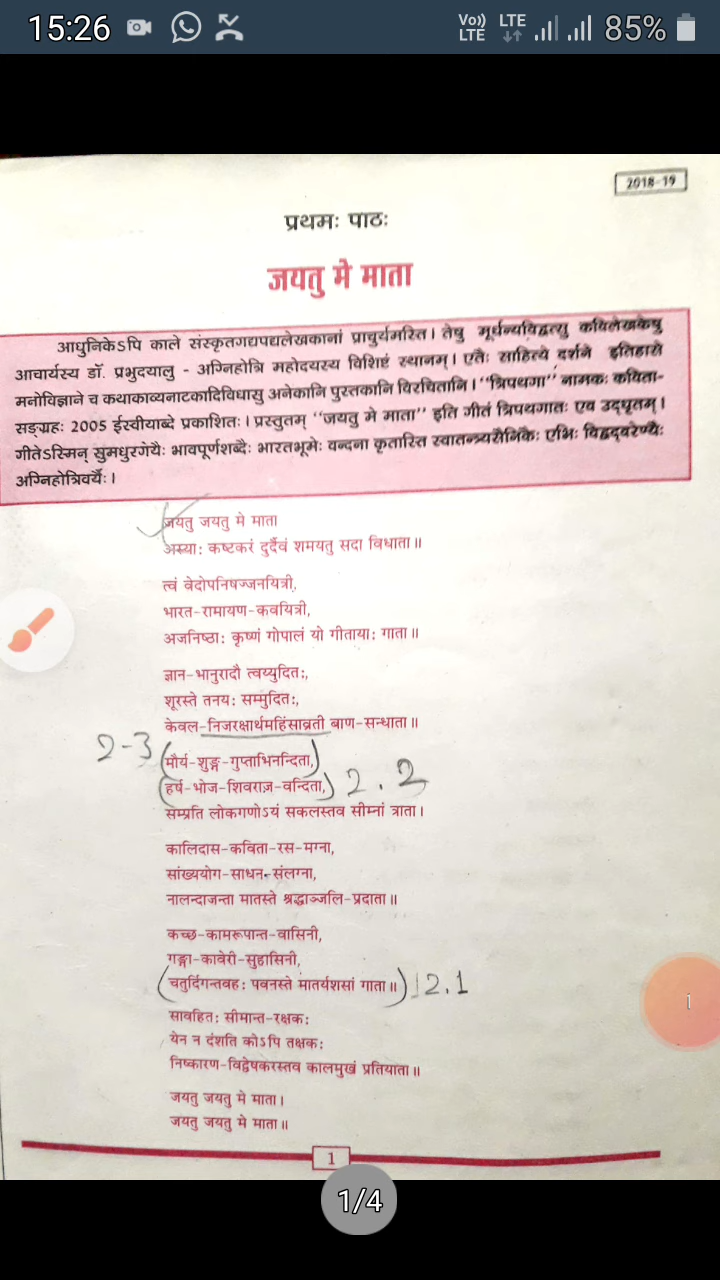 15:26
Vo)) LTE LTE 85%
2018-19
प्रथमः पाठः
जयतु मे माता
आधुनिकेऽपि काले संस्कृतगद्यपद्यलेखकानां प्राचुर्यमस्ति। तेषु मूर्धन्यविद्वत्सु कविलेखकेषु
आचार्यस्य डॉ. प्रभुदयालु - अग्निहोत्रि महोदयस्य विशिष्टं स्थानम्। एतैः साहित्ये दर्शने इतिहासे
मनोविज्ञाने च कथाकाव्यनाटकादिविधासु अनेकानि पुस्तकानि विरचितानि। "त्रिपथगा" नामकः कविता-
सङ्ग्रहः 2005 ईस्वीयाब्दे प्रकाशितः। प्रस्तुतम् "जयतु मे माता" इति गीतं त्रिपथगातः एव उद्धृतम्।
गीतेऽस्मिन् सुमधुरगेयैः भावपूर्णशब्दैः भारतभूमेः वन्दना कृतास्ति स्वातन्त्र्यसैनिकैः एभिः विद्वद्वरेण्यैः
अग्निहोत्रिवर्यैः।
जयतु जयतु मे माता
अस्याः कष्टकरं दुर्दैवं शमयतु सदा विधाता॥
त्वं वेदोपनिषज्जनयित्री,
भारत-रामायण-कवयित्री,
अजनिष्ठाः कृष्णं गोपालं यो गीतायाः गाता॥
ज्ञान-भानुरादौ त्वय्युदितः,
शूरस्ते तनयः सम्मुदितः,
केवल-निजरक्षार्थमहिंसाव्रती बाण-सन्धाता॥
2-3 (मौर्य-शुङ्ग-गुप्ताभिनन्दिता,)
(हर्ष-भोज-शिवराज-वन्दिता,) 2.2
सम्प्रति लोकगणोऽयं सकलस्तव सीम्नां त्राता।
कालिदास-कविता-रस-मग्ना,
सांख्ययोग-साधन-संलग्ना,
नालन्दाजन्ता मातस्ते श्रद्धाञ्जलि-प्रदाता॥
कच्छ-कामरूपान्त-वासिनी,
गङ्गा-कावेरी-सुहासिनी,
(चतुर्दिगन्तवहः पवनस्ते मातर्यशसां गाता॥) 2.1
सावहितः सीमान्त-रक्षकः
येन न दंशति कोऽपि तक्षकः
निष्कारण-विद्वेषकरस्तव कालमुखं प्रतियाता॥
जयतु जयतु मे माता।
जयतु जयतु मे माता॥
1
1/4